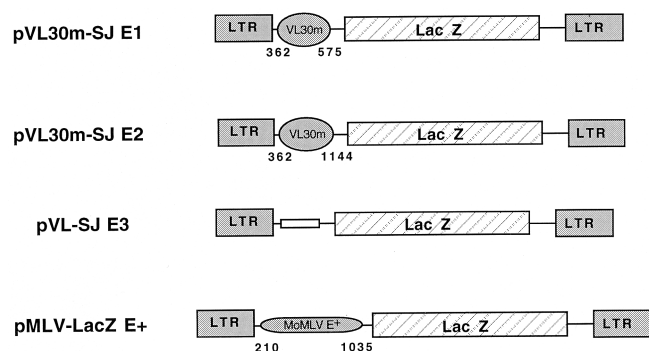 pVL30m-SJ E1 LTR VL30m Lac Z LTR
362 575
pVL30m-SJ E2 LTR VL30m Lac Z LTR
362 1144
pVL-SJ E3 LTR Lac Z LTR
pMLV-LacZ E+ LTR MoMLV E+ Lac Z LTR
210 1035